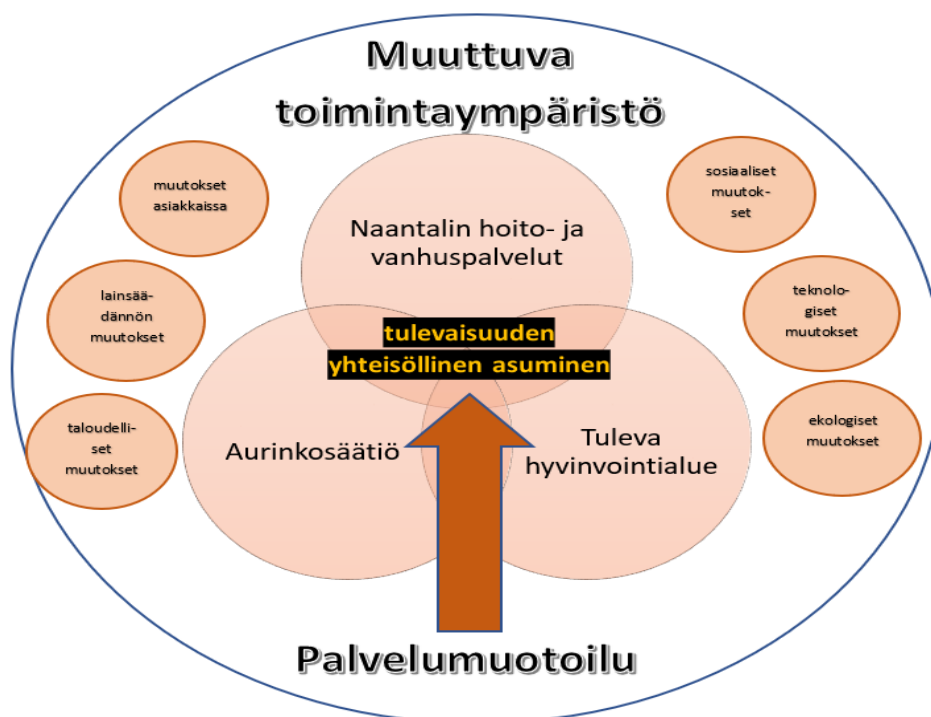 Muuttuva
toimintaympäristö
muutokset
asiakkaissa
sosiaaliset
muutok-
set
Naantalin hoito- ja
vanhuspalvelut
lainsää-
dännön
muutokset
teknolo-
giset
muutokset
tulevaisuuden
yhteisöllinen asuminen
taloudelli-
set
muutokset
Aurinkosäätiö
Tuleva
hyvinvointialue
ekologiset
muutokset
Palvelumuotoilu